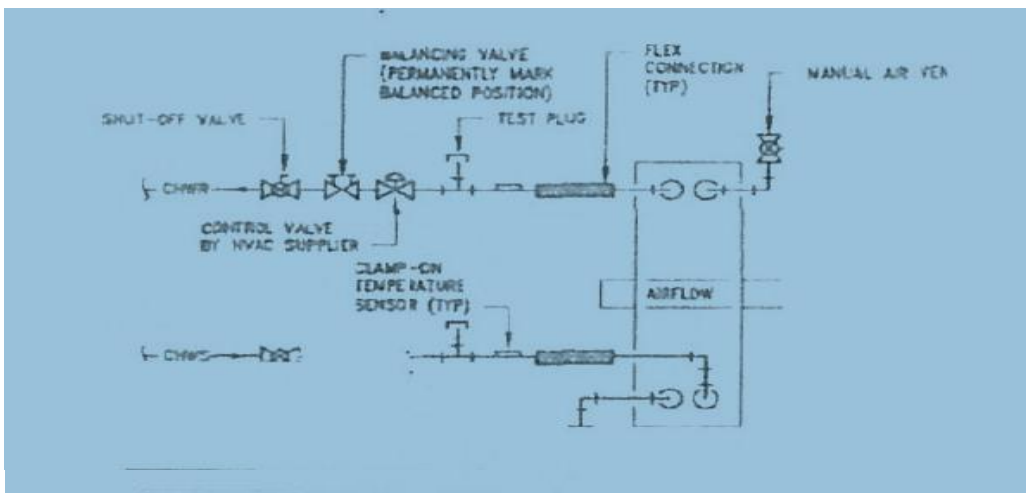 BALANCING VALVE
(PERMANENTLY MARK
BALANCED POSITION)
FLEX
CONNECTION
(TYP)
MANUAL AIR VEN
SHUT-OFF VALVE
TEST PLUG
CHWR
CONTROL VALVE
BY HVAC SUPPLIER
CLAMP-ON
TEMPERATURE
SENSOR (TYP)
AIRFLOW
CHWS